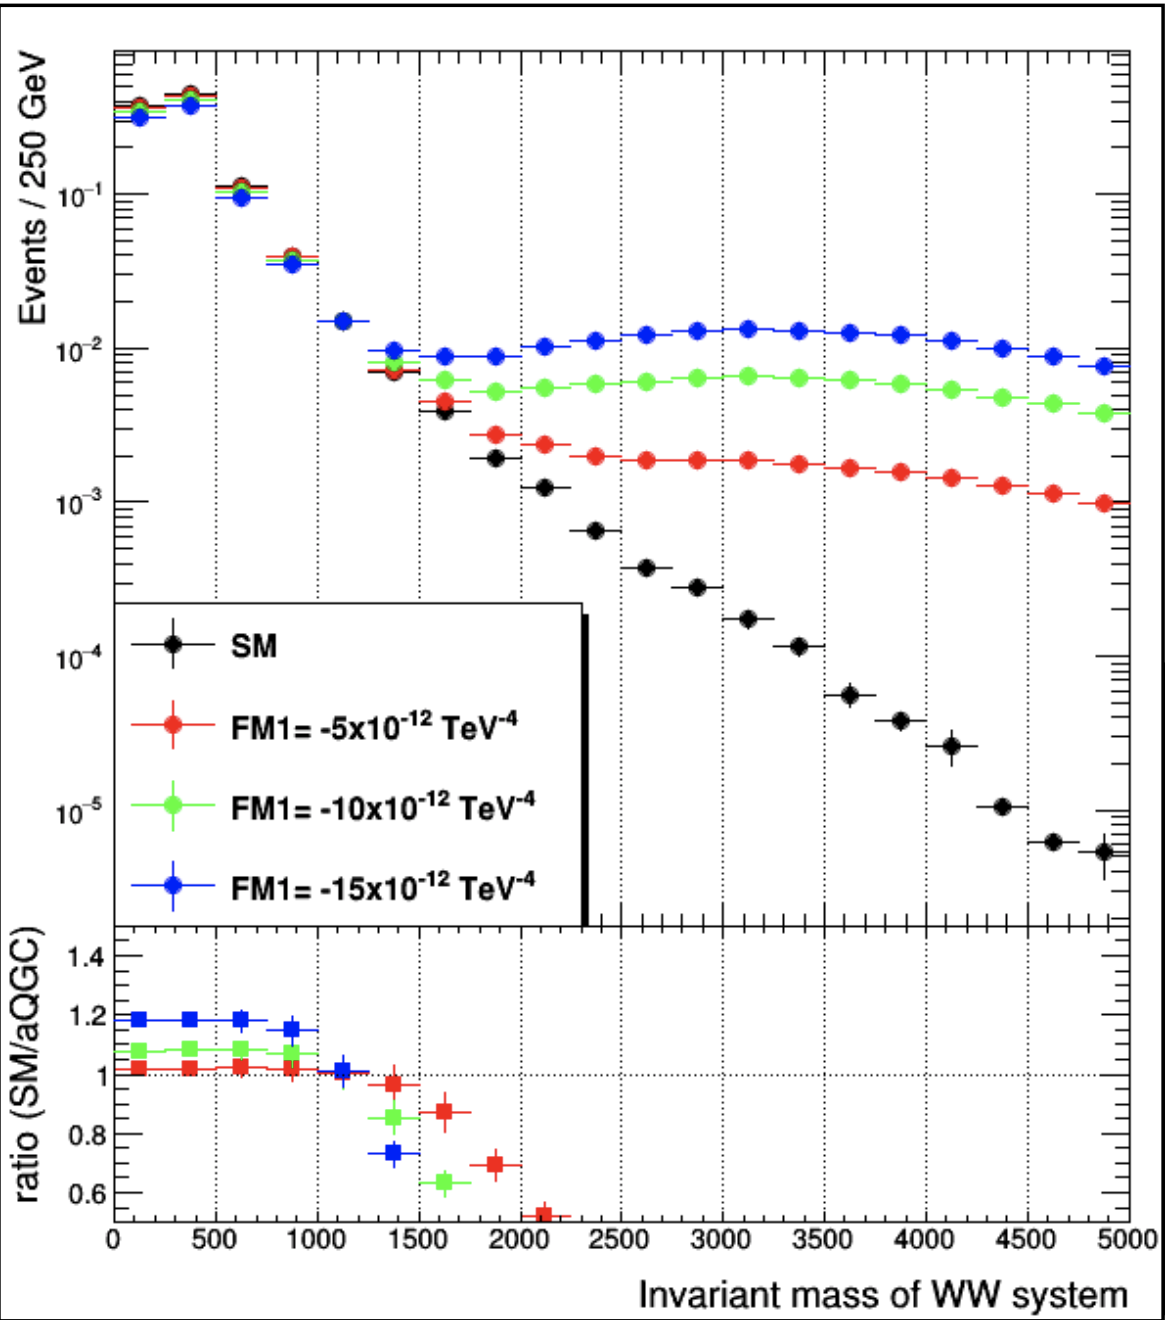 Events / 250 GeV
10⁻¹
10⁻²
10⁻³
10⁻⁴
10⁻⁵
SM
FM1= -5x10⁻¹² TeV⁻⁴
FM1= -10x10⁻¹² TeV⁻⁴
FM1= -15x10⁻¹² TeV⁻⁴
ratio (SM/aQGC)
1.4
1.2
1
0.8
0.6
0 500 1000 1500 2000 2500 3000 3500 4000 4500 5000
Invariant mass of WW system